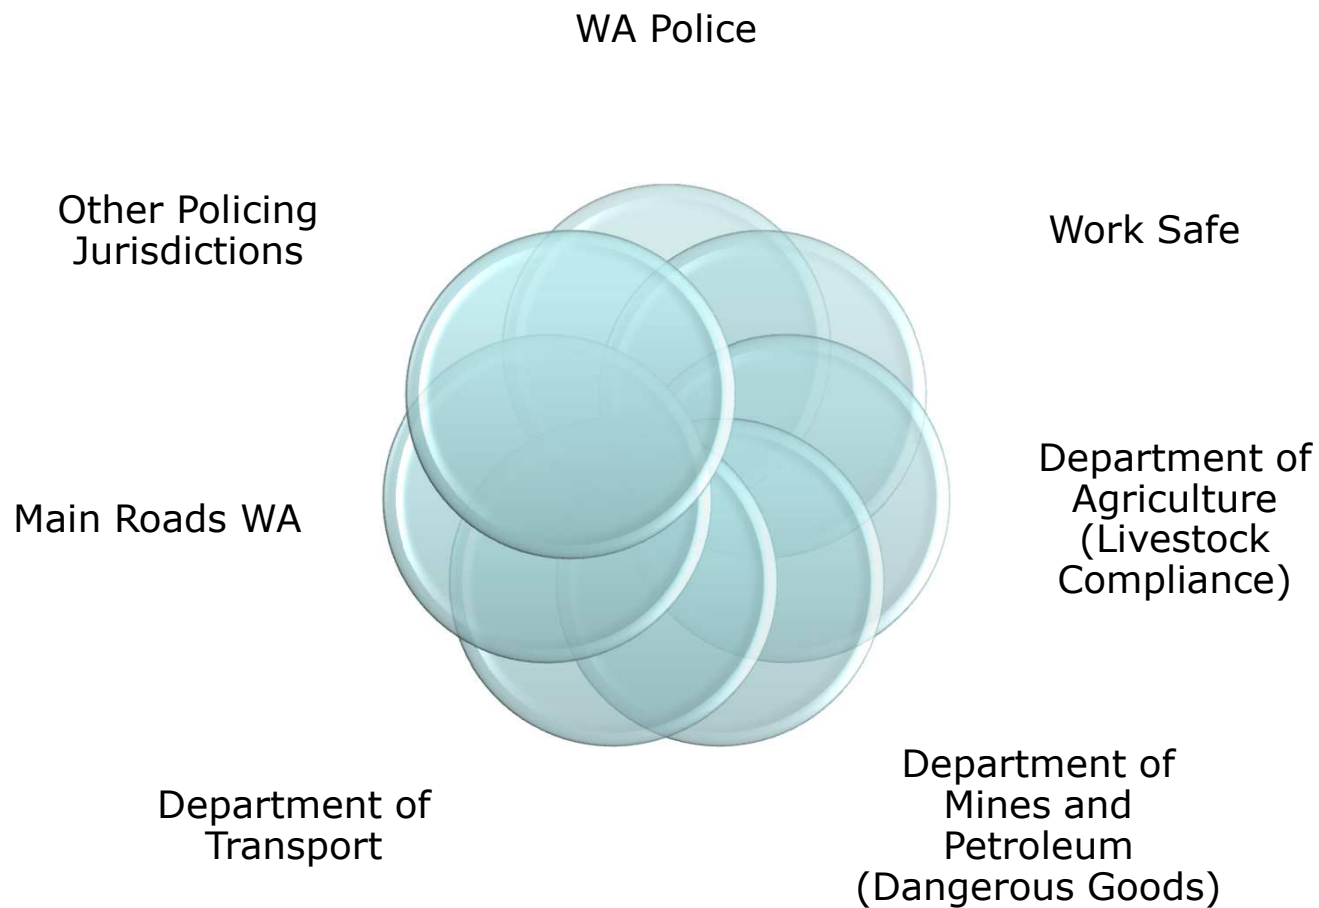 WA Police
Other Policing
Jurisdictions
Work Safe
Department of
Agriculture
(Livestock
Compliance)
Main Roads WA
Department of
Transport
Department of
Mines and
Petroleum
(Dangerous Goods)